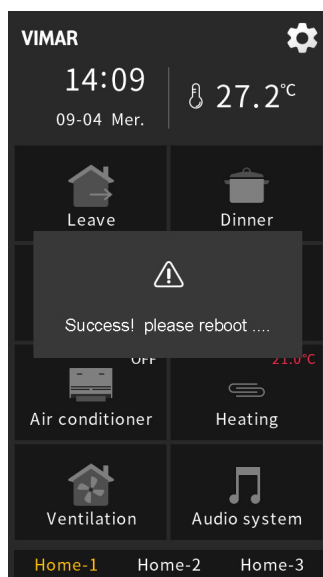 VIMAR
14:09
09-04 Mer.
27.2°C
Leave
Dinner
Success! please reboot ....
OFF
21.0°C
Air conditioner
Heating
Ventilation
Audio system
Home-1 Home-2 Home-3